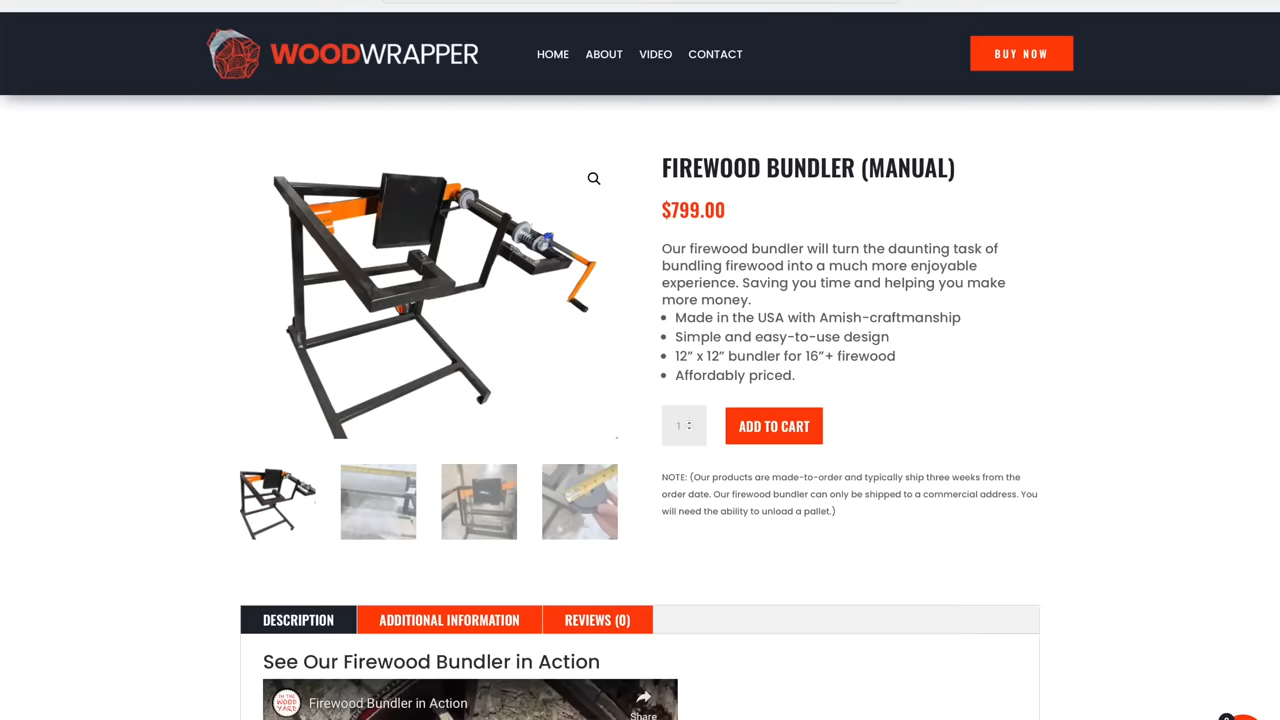 WOODWRAPPER
HOME ABOUT VIDEO CONTACT
BUY NOW
FIREWOOD BUNDLER (MANUAL)
$799.00
Our firewood bundler will turn the daunting task of
bundling firewood into a much more enjoyable
experience. Saving you time and helping you make
more money.
• Made in the USA with Amish-craftmanship
• Simple and easy-to-use design
• 12” x 12” bundler for 16”+ firewood
• Affordably priced.
1
ADD TO CART
NOTE: (Our products are made-to-order and typically ship three weeks from the
order date. Our firewood bundler can only be shipped to a commercial address. You
will need the ability to unload a pallet.)
DESCRIPTION
ADDITIONAL INFORMATION
REVIEWS (0)
See Our Firewood Bundler in Action
IN THE
WOOD
YARD
Firewood Bundler in Action
Share